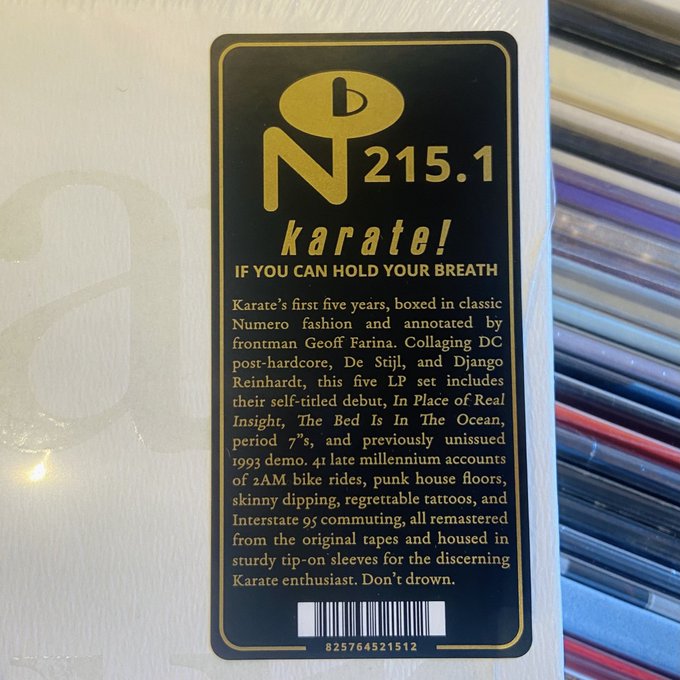 N
215.1
karate!
IF YOU CAN HOLD YOUR BREATH
Karate's first five years, boxed in classic
Numero fashion and annotated by
frontman Geoff Farina. Collaging DC
post-hardcore, De Stijl, and Django
Reinhardt, this five LP set includes
their self-titled debut, In Place of Real
Insight, The Bed Is In The Ocean,
period 7"s, and previously unissued
1993 demo. 41 late millennium accounts
of 2AM bike rides, punk house floors,
skinny dipping, regrettable tattoos, and
Interstate 95 commuting, all remastered
from the original tapes and housed in
sturdy tip-on sleeves for the discerning
Karate enthusiast. Don't drown.
825764521512